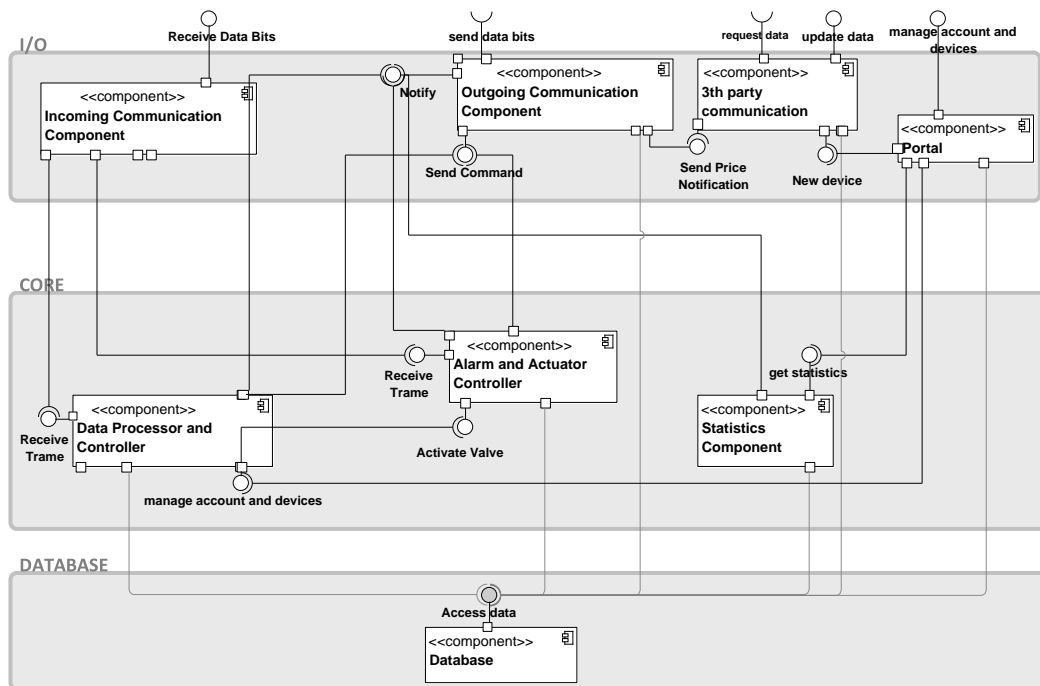 Receive Data Bits
send data bits
request data
update data
manage account and
devices
I/O
<<component>>
Incoming Communication
Component
Notify
<<component>>
Outgoing Communication
Component
<<component>>
3th party
communication
<<component>>
Portal
Send Command
Send Price
Notification
New device
CORE
<<component>>
Alarm and Actuator
Controller
Receive
Trame
get statistics
<<component>>
Data Processor and
Controller
Receive
Trame
Activate Valve
<<component>>
Statistics
Component
manage account and devices
DATABASE
Access data
<<component>>
Database